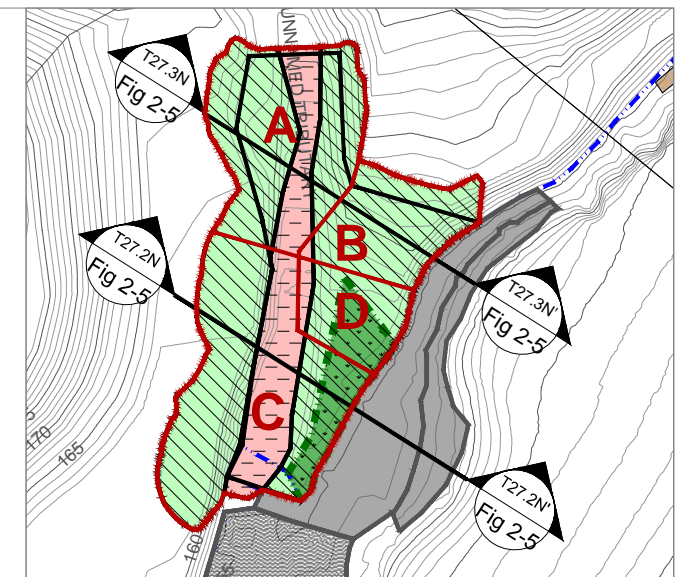 UNNAMED TRIBUTARY
T27.3N
Fig 2-5
A
T27.2N
Fig 2-5
B
D
T27.3N'
Fig 2-5
C
170
165
T27.2N'
Fig 2-5
160